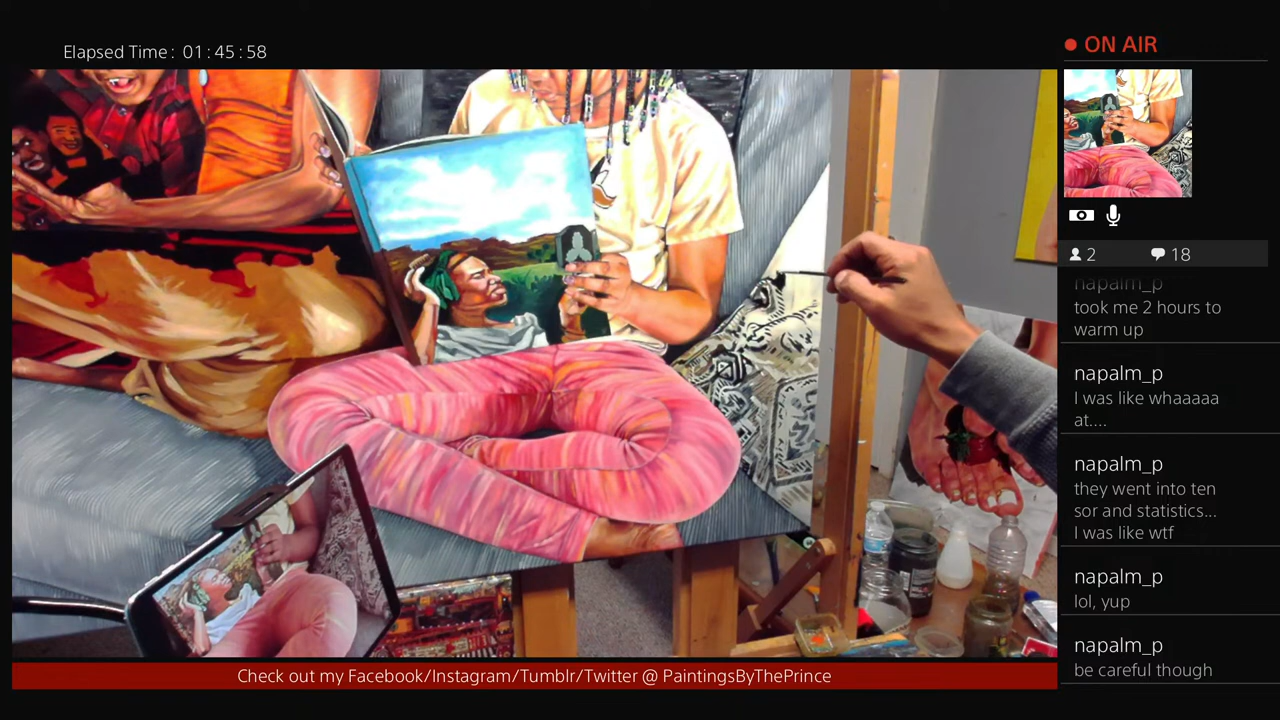 Elapsed Time: 01:45:58
ON AIR
2
18
napalm_p
took me 2 hours to
warm up
napalm_p
I was like whaaaaa
at....
napalm_p
they went into ten
sor and statistics...
I was like wtf
napalm_p
lol, yup
napalm_p
be careful though
Check out my Facebook/Instagram/Tumblr/Twitter @ PaintingsByThePrince